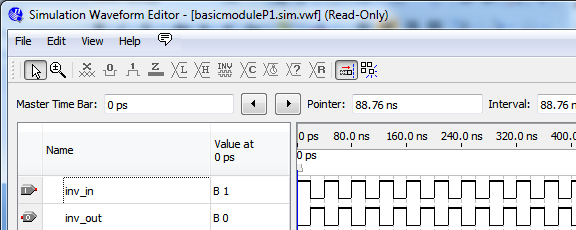 Simulation Waveform Editor - [basicmoduleP1.sim.vwf] (Read-Only)
File Edit View Help
0 1 Z L H INV C ? R
Master Time Bar: 0 ps Pointer: 88.76 ns Interval: 88.76 n
Name Value at 0 ps 0 ps 80.0 ns 160.0 ns 240.0 ns 320.0 ns 400.
0 ps
inv_in B 1
inv_out B 0